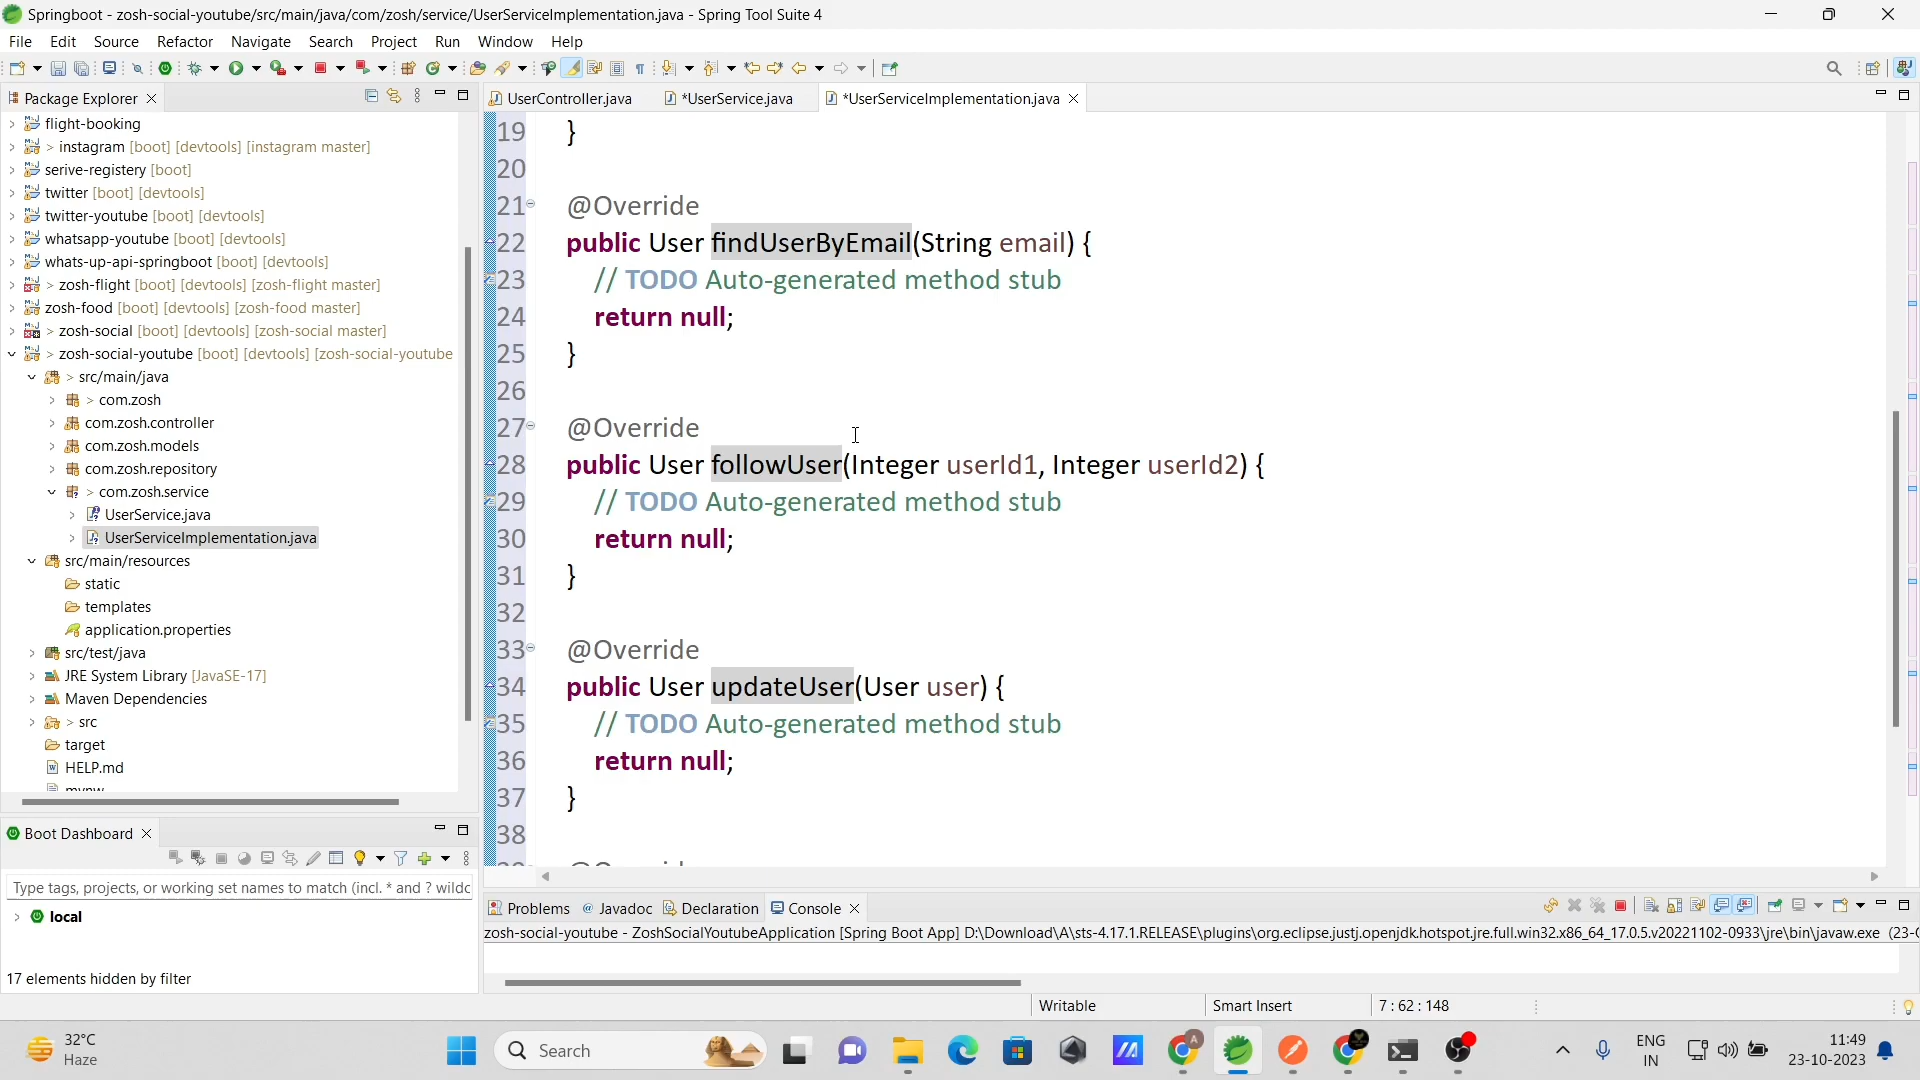 Springboot - zosh-social-youtube/src/main/java/com/zosh/service/UserServiceImplementation.java - Spring Tool Suite 4
File Edit Source Refactor Navigate Search Project Run Window Help
Package Explorer
flight-booking
> instagram [boot] [devtools] [instagram master]
serive-registery [boot]
twitter [boot] [devtools]
twitter-youtube [boot] [devtools]
whatsapp-youtube [boot] [devtools]
whats-up-api-springboot [boot] [devtools]
> zosh-flight [boot] [devtools] [zosh-flight master]
zosh-food [boot] [devtools] [zosh-food master]
> zosh-social [boot] [devtools] [zosh-social master]
> zosh-social-youtube [boot] [devtools] [zosh-social-youtube
> src/main/java
> com.zosh
com.zosh.controller
com.zosh.models
com.zosh.repository
> com.zosh.service
UserService.java
UserServiceImplementation.java
src/main/resources
static
templates
application.properties
src/test/java
JRE System Library [JavaSE-17]
Maven Dependencies
> src
target
HELP.md
Boot Dashboard
Type tags, projects, or working set names to match (incl. * and ? wildc
local
17 elements hidden by filter
UserController.java *UserService.java *UserServiceImplementation.java
19 }
20
21 @Override
22 public User findUserByEmail(String email) {
23 // TODO Auto-generated method stub
24 return null;
25 }
26
27 @Override
28 public User followUser(Integer userId1, Integer userId2) {
29 // TODO Auto-generated method stub
30 return null;
31 }
32
33 @Override
34 public User updateUser(User user) {
35 // TODO Auto-generated method stub
36 return null;
37 }
38
Problems Javadoc Declaration Console
zosh-social-youtube - ZoshSocialYoutubeApplication [Spring Boot App] D:\Download\A\sts-4.17.1.RELEASE\plugins\org.eclipse.justj.openjdk.hotspot.jre.full.win32.x86_64_17.0.5.v20221102-0933\jre\bin\javaw.exe (23-
Writable Smart Insert 7 : 62 : 148
32°C
Haze
Search
ENG
IN
11:49
23-10-2023